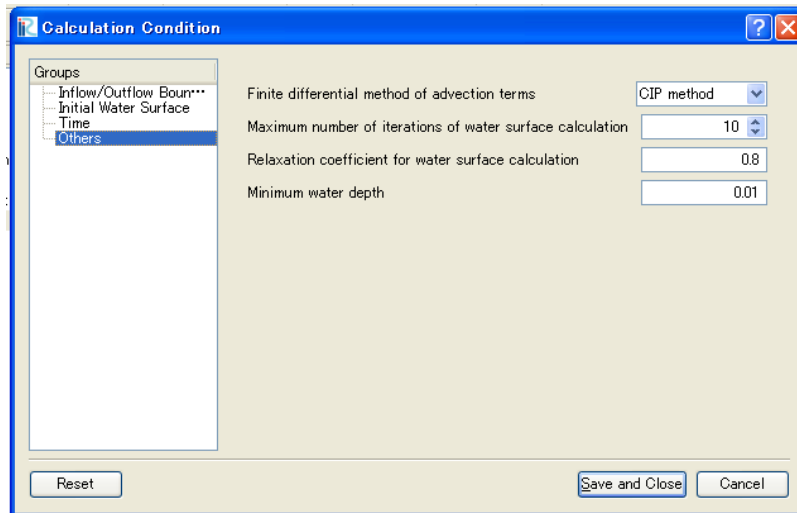 Calculation Condition
Groups
Inflow/Outflow Boun···
Initial Water Surface
Time
Others
Finite differential method of advection terms CIP method
Maximum number of iterations of water surface calculation 10
Relaxation coefficient for water surface calculation 0.8
Minimum water depth 0.01
Reset Save and Close Cancel